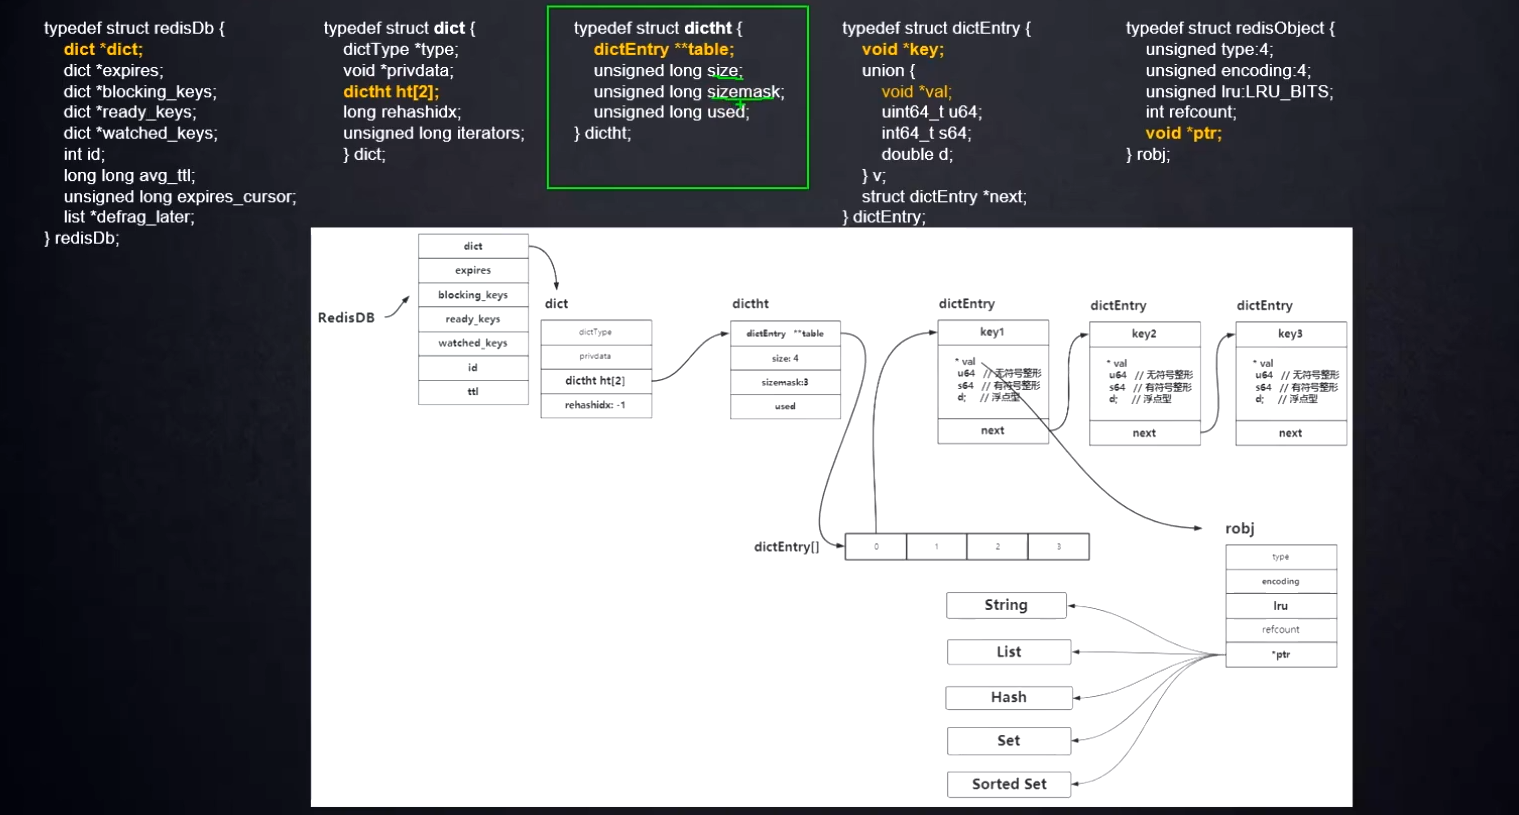 typedef struct redisDb {
dict *dict;
dict *expires;
dict *blocking_keys;
dict *ready_keys;
dict *watched_keys;
int id;
long long avg_ttl;
unsigned long expires_cursor;
list *defrag_later;
} redisDb;
typedef struct dict {
dictType *type;
void *privdata;
dictht ht[2];
long rehashidx;
unsigned long iterators;
} dict;
typedef struct dictht {
dictEntry **table;
unsigned long size;
unsigned long sizemask;
unsigned long used;
} dictht;
typedef struct dictEntry {
void *key;
union {
void *val;
uint64_t u64;
int64_t s64;
double d;
} v;
struct dictEntry *next;
} dictEntry;
typedef struct redisObject {
unsigned type:4;
unsigned encoding:4;
unsigned lru:LRU_BITS;
int refcount;
void *ptr;
} robj;
RedisDB
dict
expires
blocking_keys
ready_keys
watched_keys
id
ttl
dict
dictType
privdata
dictht ht[2]
rehashidx: -1
dictht
dictEntry **table
size: 4
sizemask:3
used
dictEntry
key1
* val
u64 // 无符号整形
s64 // 有符号整形
d; // 浮点型
next
dictEntry
key2
* val
u64 // 无符号整形
s64 // 有符号整形
d; // 浮点型
next
dictEntry
key3
* val
u64 // 无符号整形
s64 // 有符号整形
d; // 浮点型
next
dictEntry[]
0
1
2
3
robj
type
encoding
lru
refcount
*ptr
String
List
Hash
Set
Sorted Set